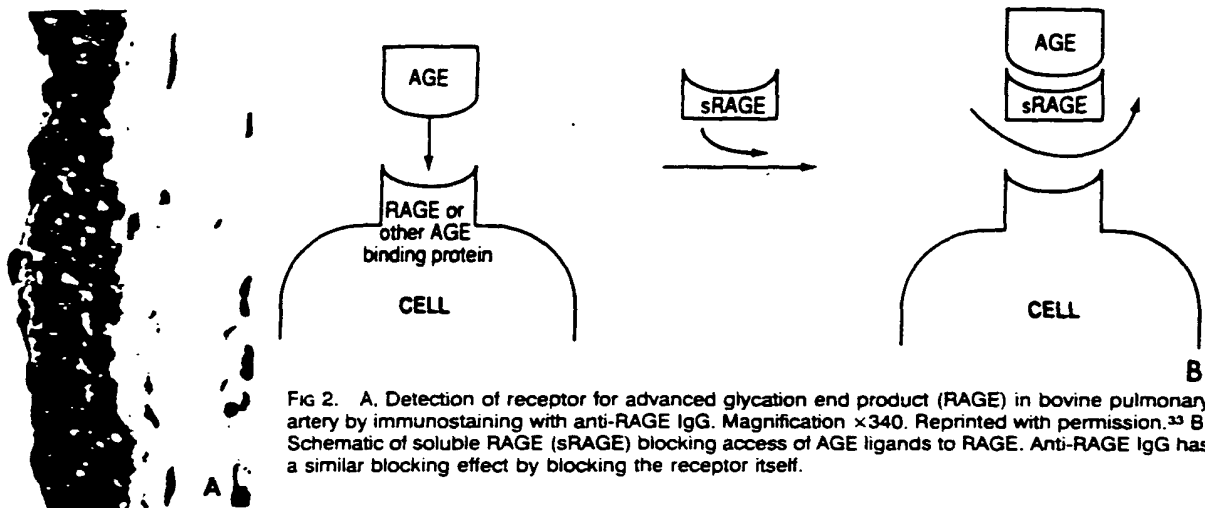 AGE
RAGE or
other AGE
binding protein
CELL
sRAGE
AGE
sRAGE
CELL
A
B
FIG 2. A, Detection of receptor for advanced glycation end product (RAGE) in bovine pulmonary
artery by immunostaining with anti-RAGE IgG. Magnification ×340. Reprinted with permission.³³ B,
Schematic of soluble RAGE (sRAGE) blocking access of AGE ligands to RAGE. Anti-RAGE IgG has
a similar blocking effect by blocking the receptor itself.